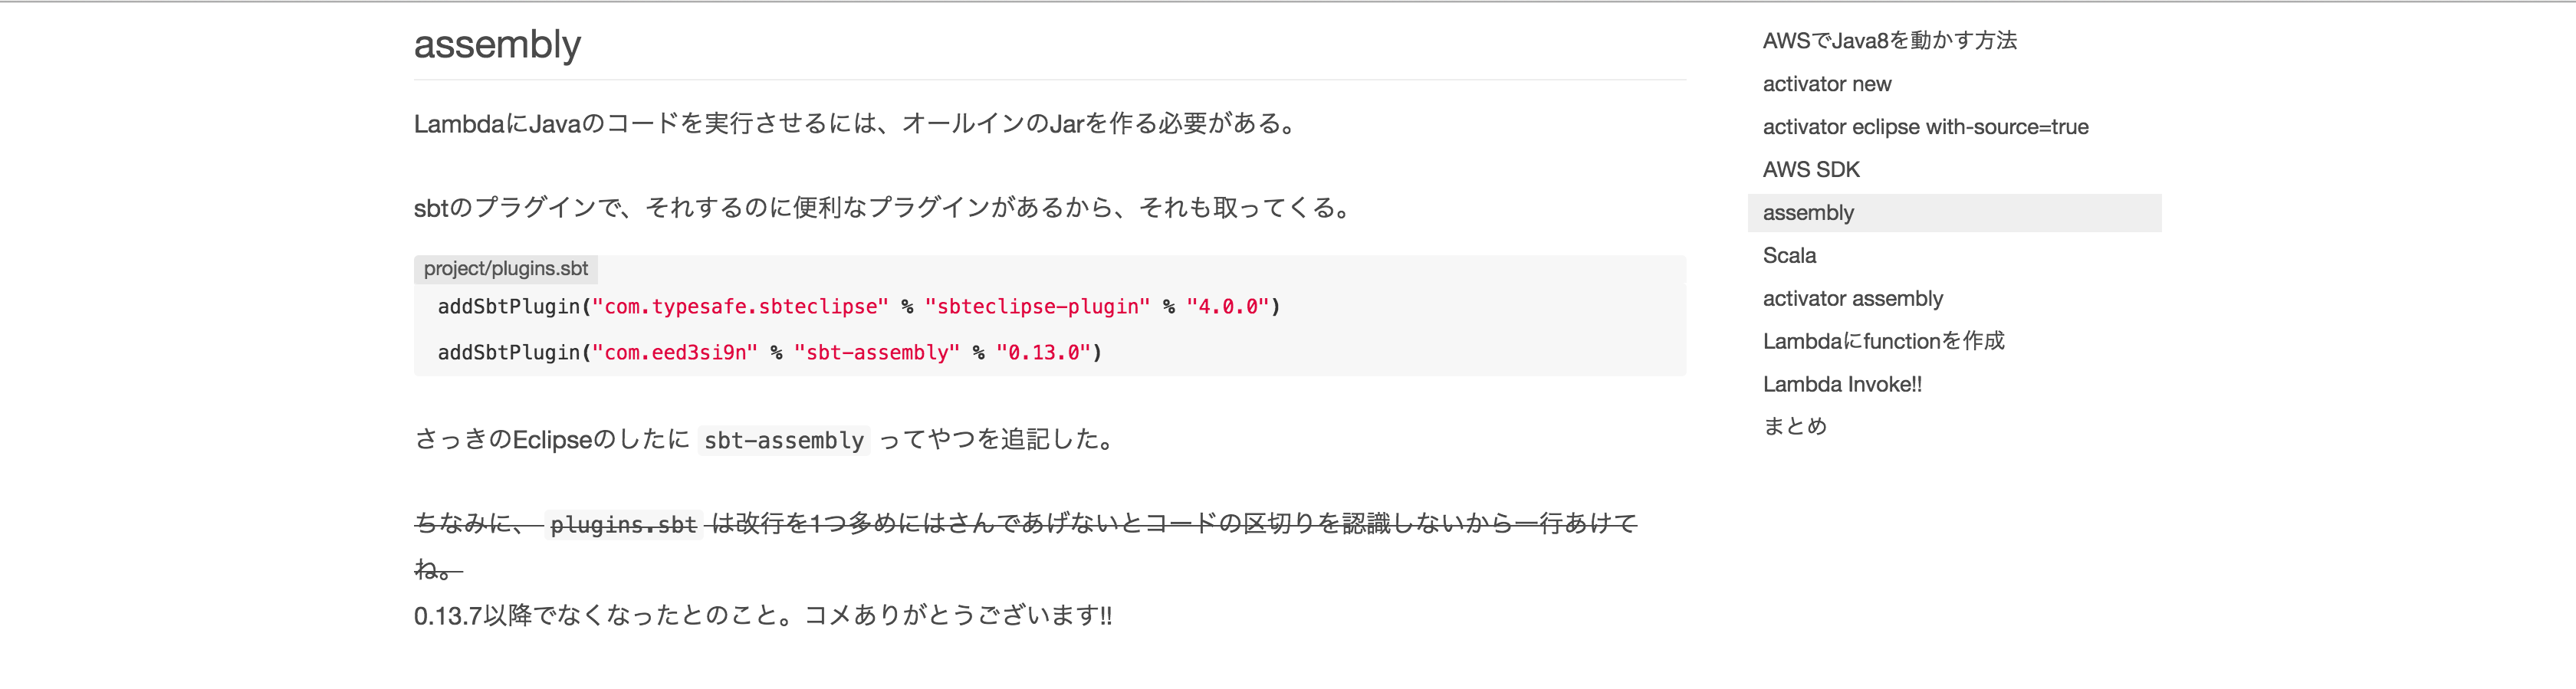 assembly
LambdaにJavaのコードを実行させるには、オールインのJarを作る必要がある。
sbtのプラグインで、それするのに便利なプラグインがあるから、それも取ってくる。
project/plugins.sbt
addSbtPlugin("com.typesafe.sbteclipse" % "sbteclipse-plugin" % "4.0.0")
addSbtPlugin("com.eed3si9n" % "sbt-assembly" % "0.13.0")
さっきのEclipseのしたに sbt-assembly ってやつを追記した。
ちなみに、 plugins.sbt は改行を1つ多めにはさんであげないとコードの区切りを認識しないから一行あけて
ね。
0.13.7以降でなくなったとのこと。コメありがとうございます!!
AWSでJava8を動かす方法
activator new
activator eclipse with-source=true
AWS SDK
assembly
Scala
activator assembly
Lambdaにfunctionを作成
Lambda Invoke!!
まとめ